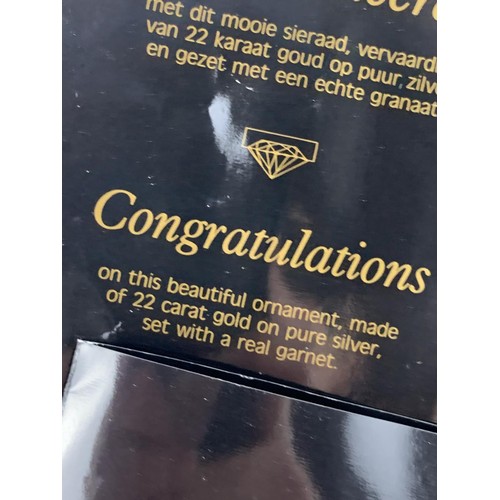 met dit mooie sieraad, vervaard
van 22 karaat goud op puur zilve
en gezet met een echte granaat
Congratulations
on this beautiful ornament, made
of 22 carat gold on pure silver,
set with a real garnet.